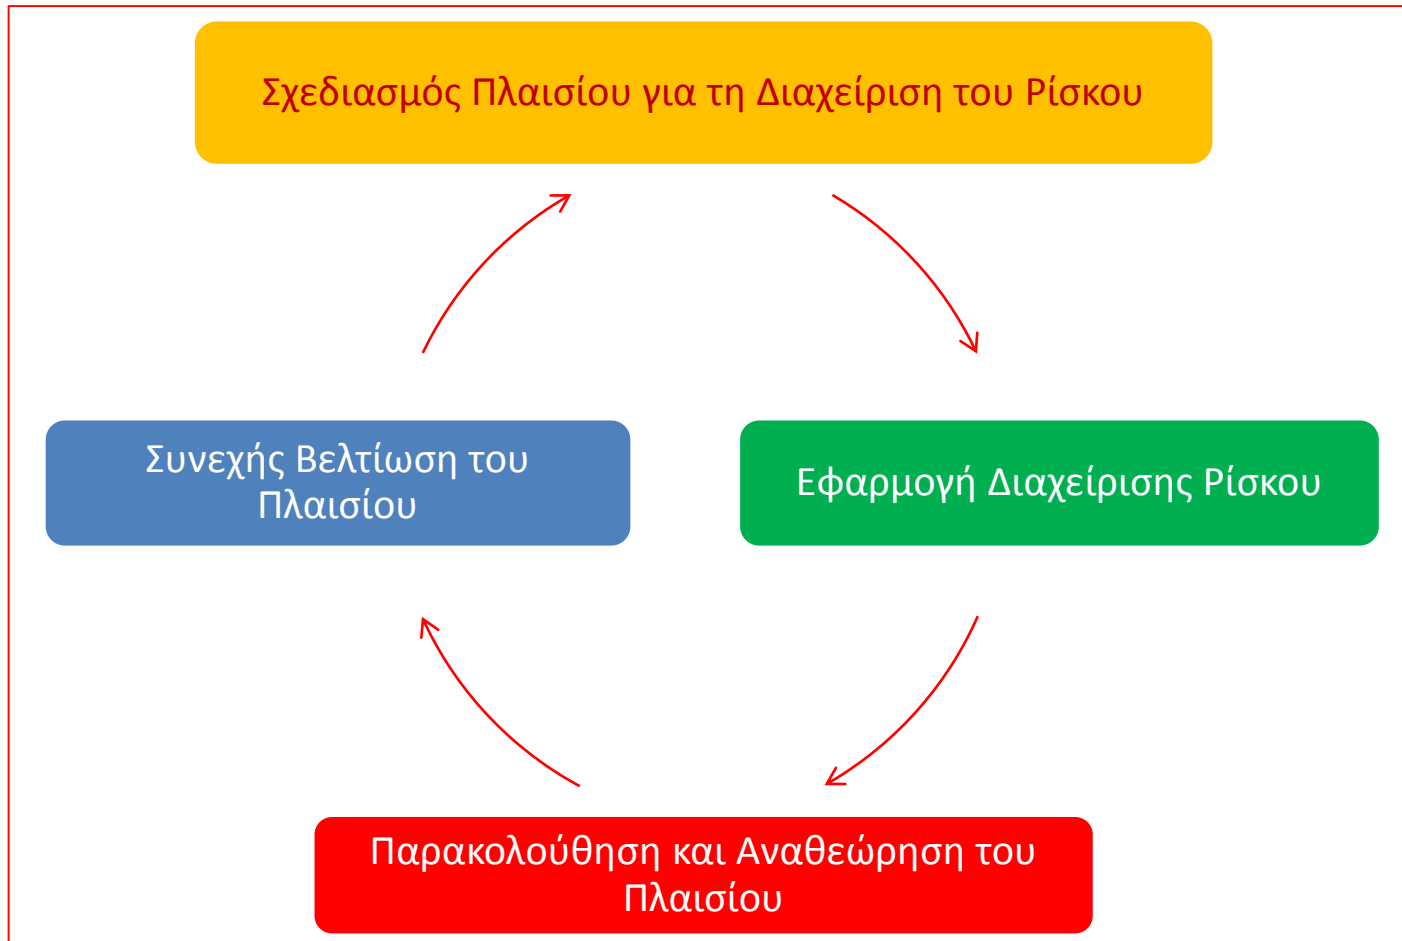 Σχεδιασμός Πλαισίου για τη Διαχείριση του Ρίσκου
Συνεχής Βελτίωση του
Πλαισίου
Εφαρμογή Διαχείρισης Ρίσκου
Παρακολούθηση και Αναθεώρηση του
Πλαισίου